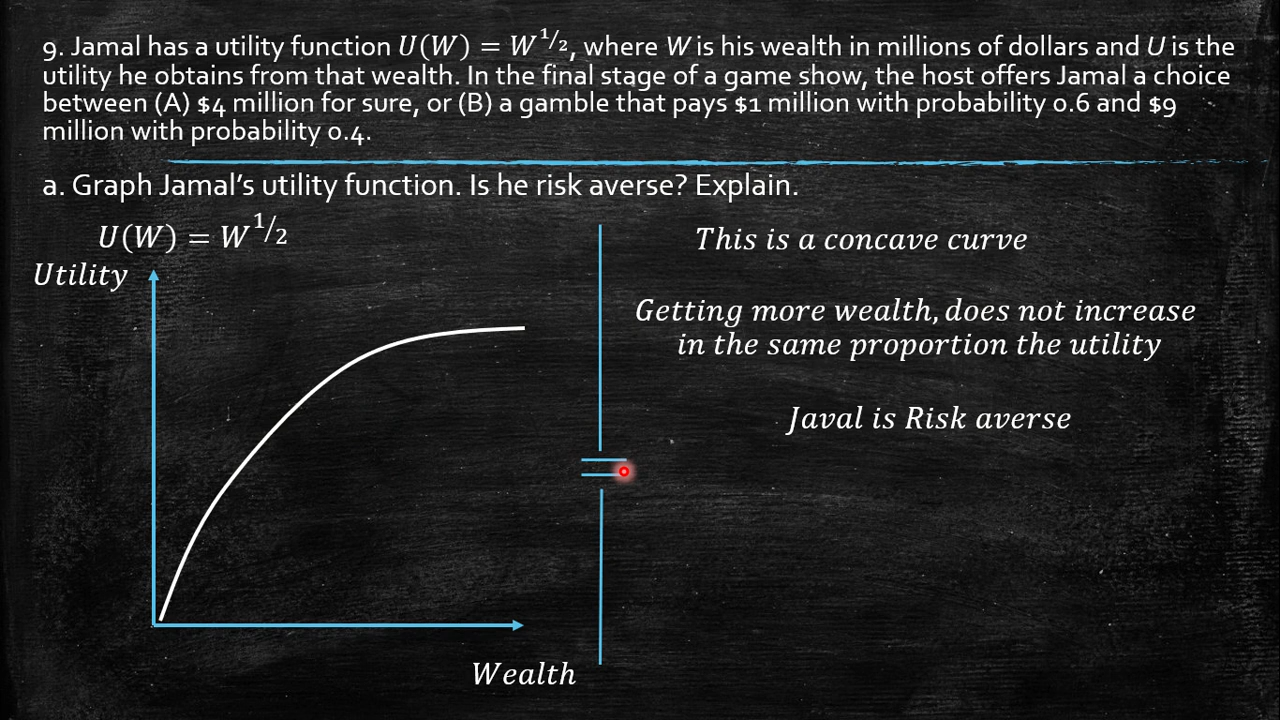 9. Jamal has a utility function U(W) = W^1/2, where W is his wealth in millions of dollars and U is the
utility he obtains from that wealth. In the final stage of a game show, the host offers Jamal a choice
between (A) $4 million for sure, or (B) a gamble that pays $1 million with probability 0.6 and $9
million with probability 0.4.
a. Graph Jamal’s utility function. Is he risk averse? Explain.
U(W) = W^1/2
Utility
Wealth
This is a concave curve
Getting more wealth, does not increase
in the same proportion the utility
Javal is Risk averse